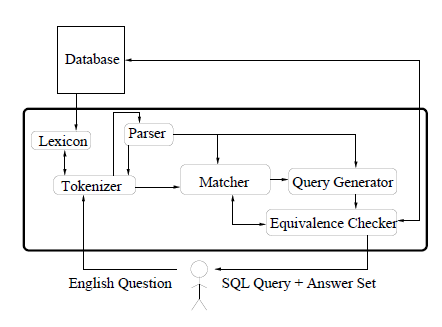 Database
Parser
Lexicon
Tokenizer
Matcher
Query Generator
Equivalence Checker
English Question
SQL Query + Answer Set